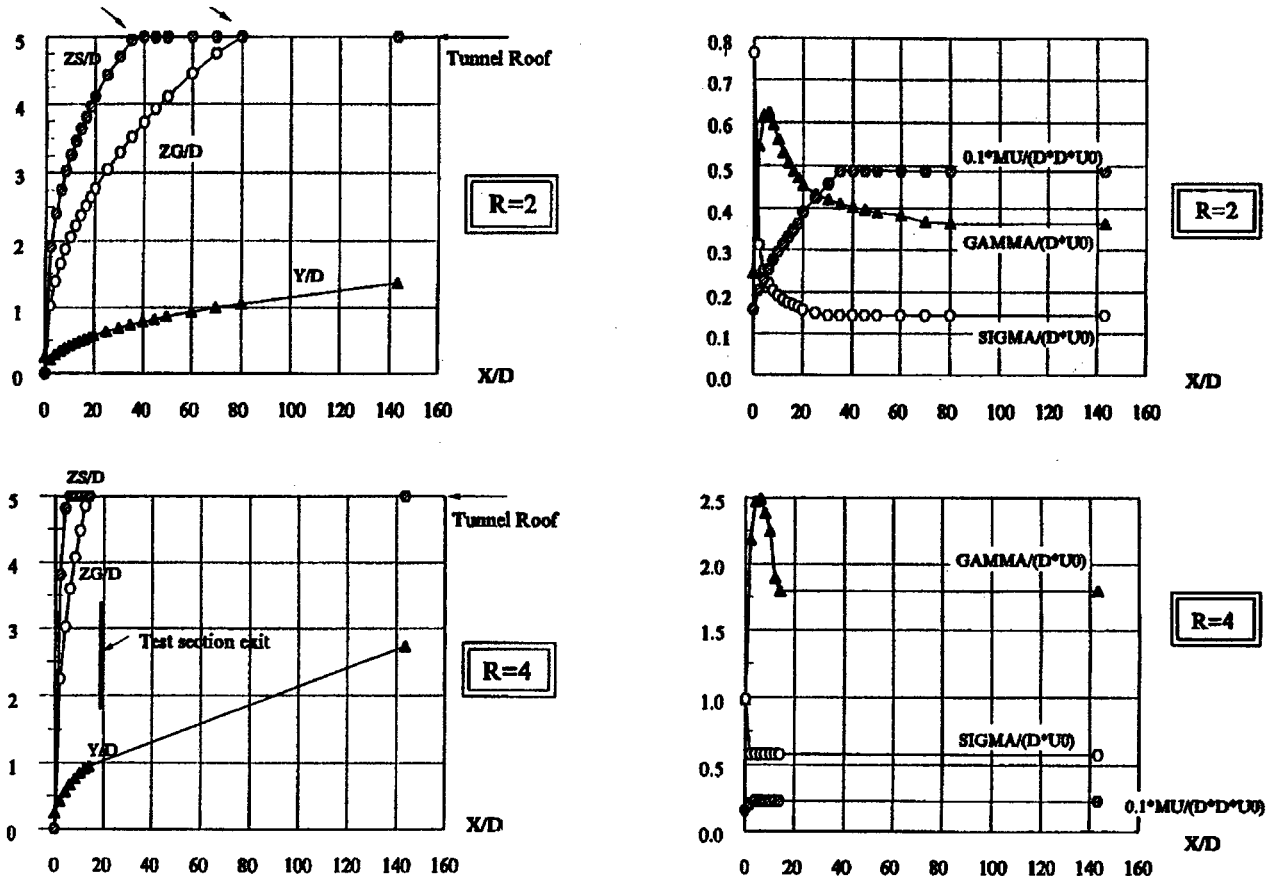 5
4
3
2
1
0
ZS/D
ZG/D
Y/D
Tunnel Roof
R=2
X/D
0 20 40 60 80 100 120 140 160
0.8
0.7
0.6
0.5
0.4
0.3
0.2
0.1
0.0
0.1*MU/(D*D*U0)
GAMMA/(D*U0)
SIGMA/(D*U0)
R=2
X/D
0 20 40 60 80 100 120 140 160
ZS/D
5
4
3
2
1
0
ZG/D
Test section exit
Y/D
Tunnel Roof
R=4
X/D
0 20 40 60 80 100 120 140 160
2.5
2.0
1.5
1.0
0.5
0.0
GAMMA/(D*U0)
SIGMA/(D*U0)
0.1*MU/(D*D*U0)
R=4
X/D
0 20 40 60 80 100 120 140 160